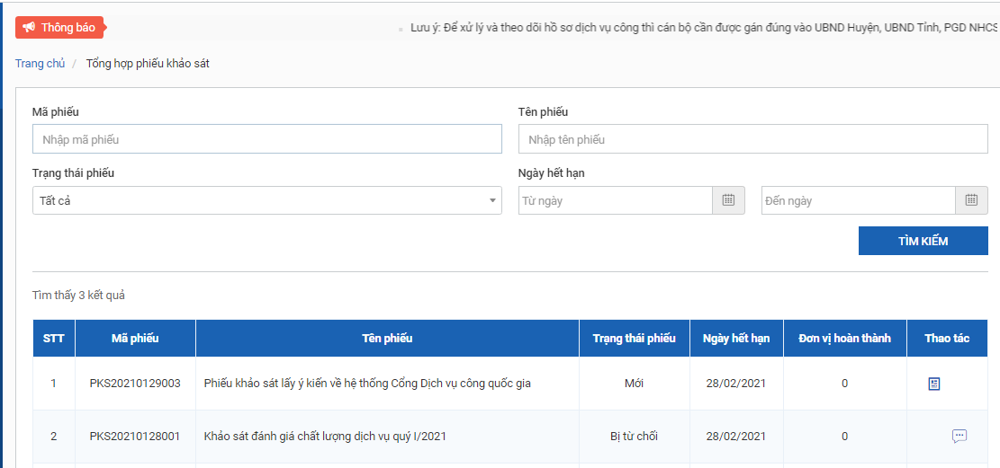 Thông báo
Lưu ý: Để xử lý và theo dõi hồ sơ dịch vụ công thì cán bộ cần được gán đúng vào UBND Huyện, UBND Tỉnh, PGD NHCS
Trang chủ / Tổng hợp phiếu khảo sát
Mã phiếu Tên phiếu
Nhập mã phiếu Nhập tên phiếu
Trạng thái phiếu Ngày hết hạn
Tất cả Từ ngày Đến ngày
TÌM KIẾM
Tìm thấy 3 kết quả
STT Mã phiếu Tên phiếu Trạng thái phiếu Ngày hết hạn Đơn vị hoàn thành Thao tác
1 PKS20210129003 Phiếu khảo sát lấy ý kiến về hệ thống Cổng Dịch vụ công quốc gia Mới 28/02/2021 0
2 PKS20210128001 Khảo sát đánh giá chất lượng dịch vụ quý I/2021 Bị từ chối 28/02/2021 0